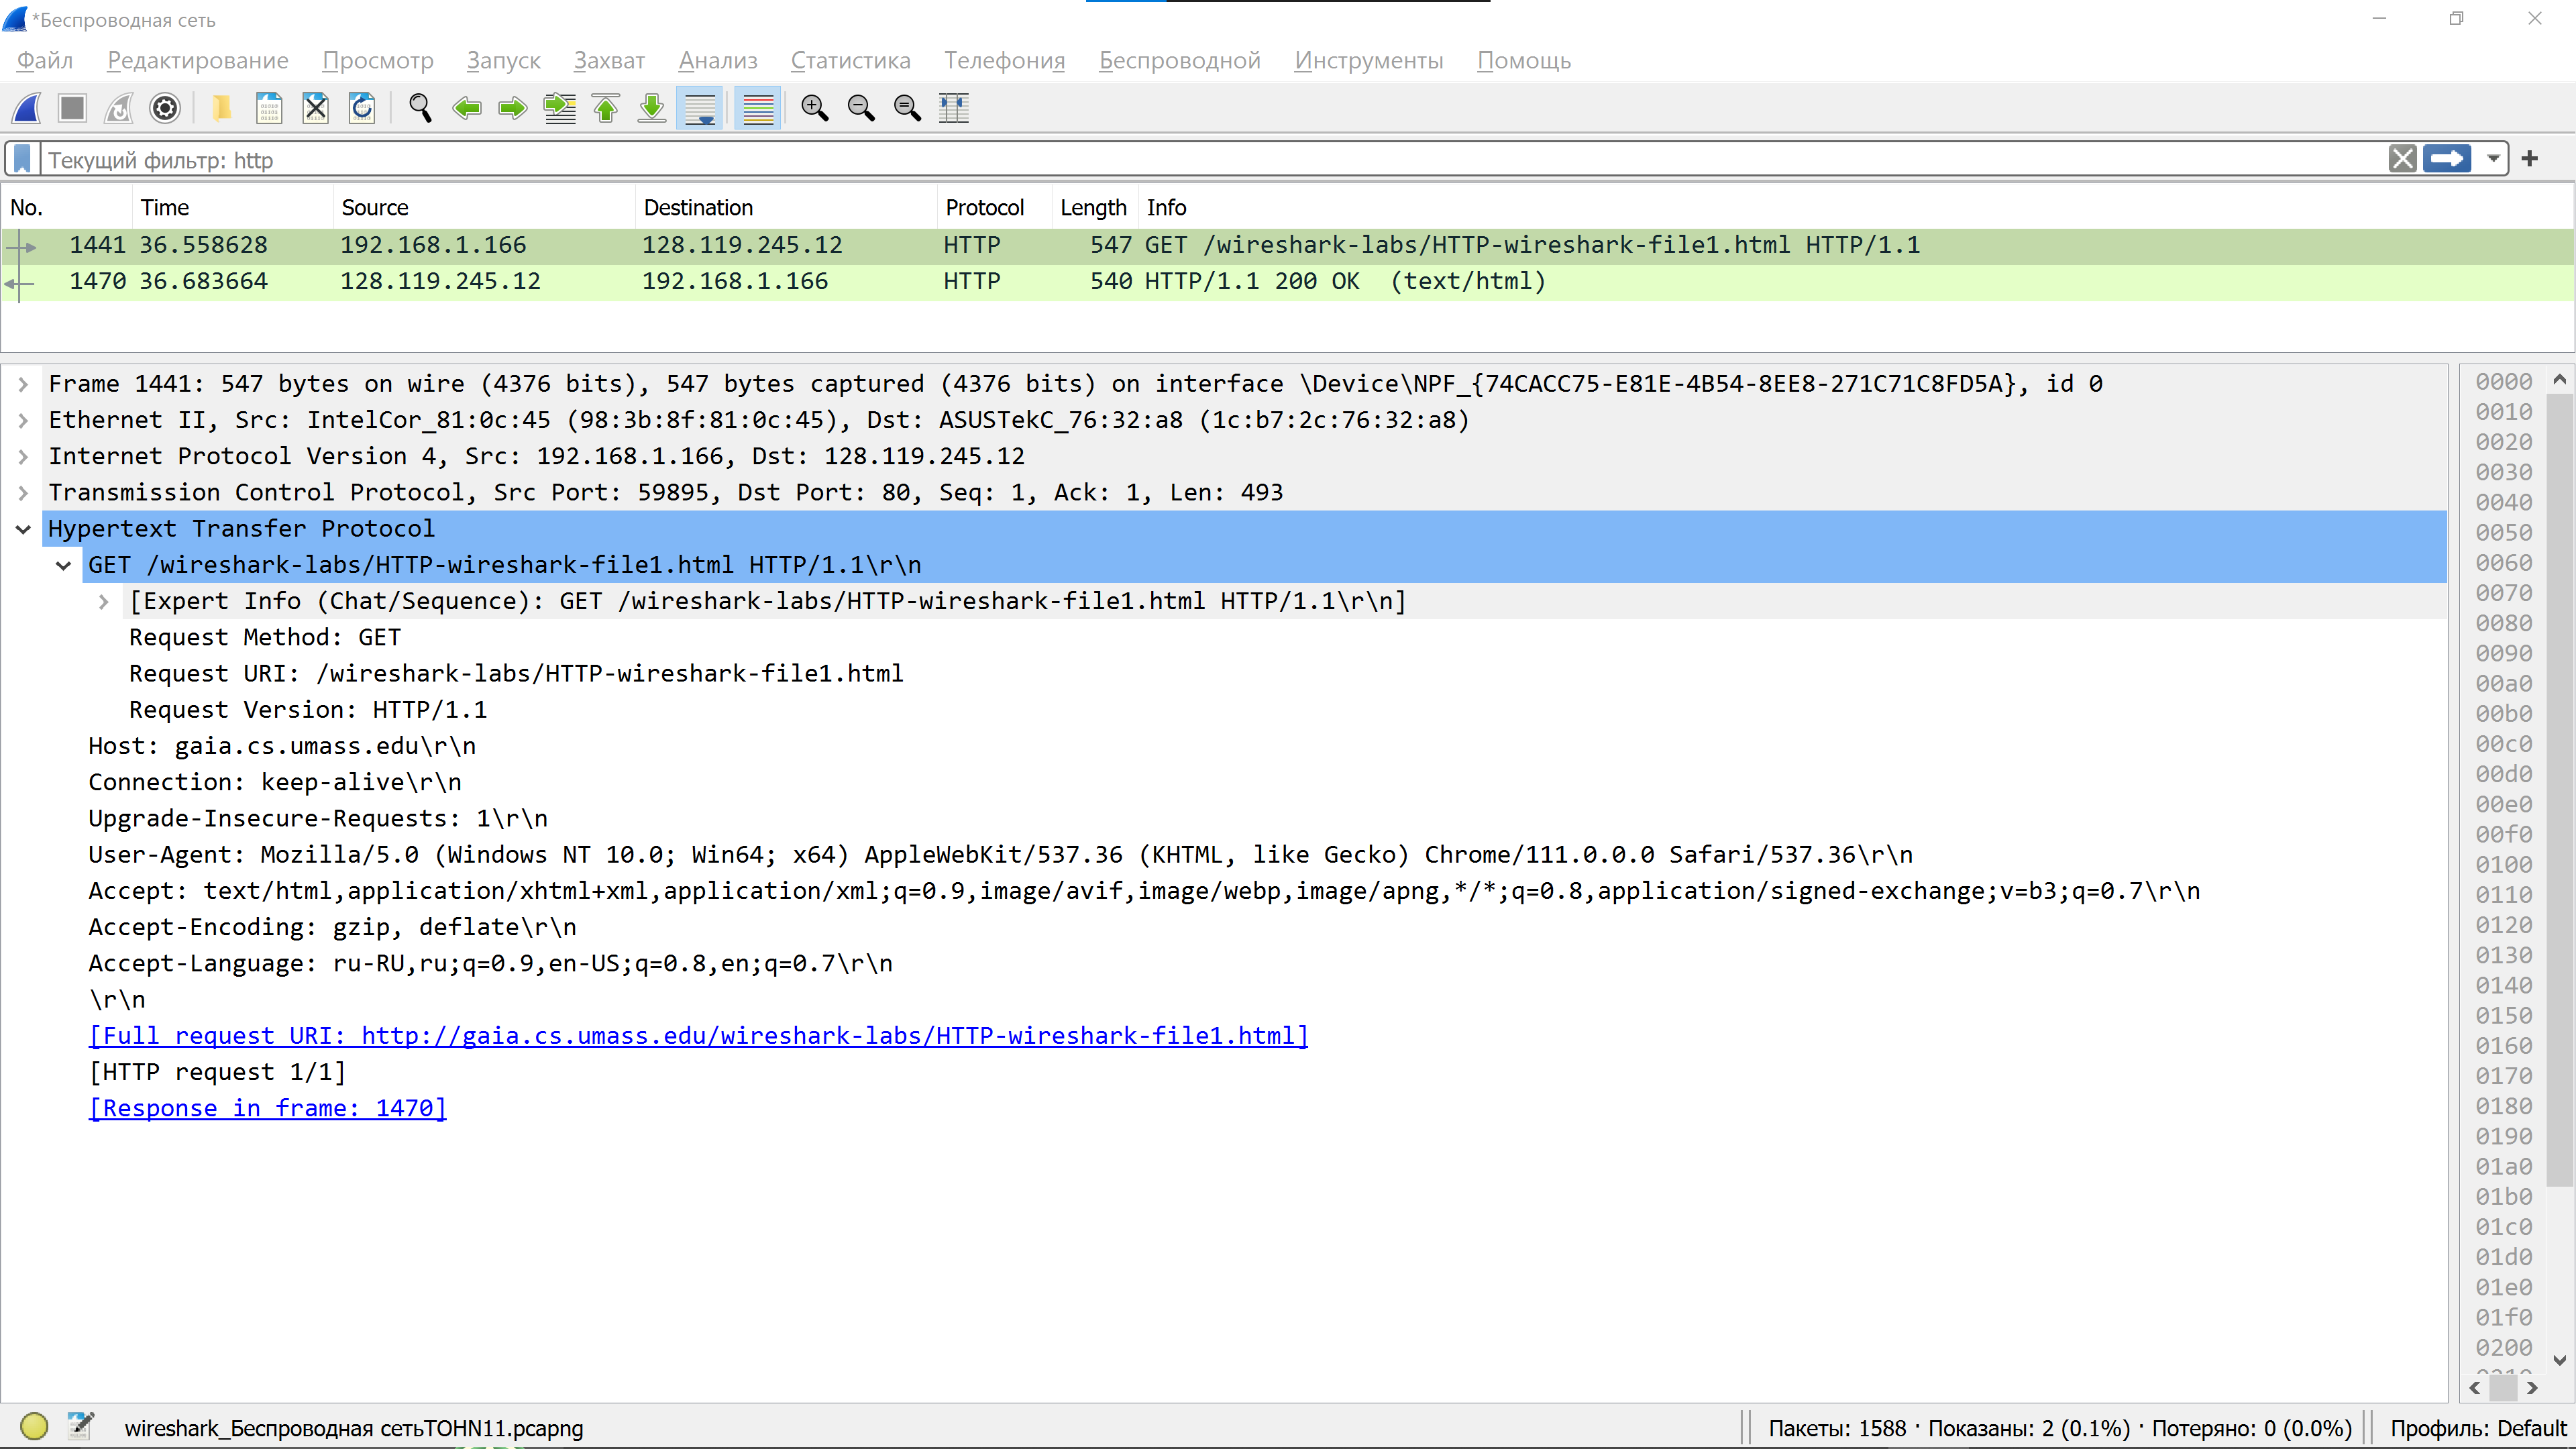 *Беспроводная сеть
Файл Редактирование Просмотр Запуск Захват Анализ Статистика Телефония Беспроводной Инструменты Помощь
Текущий фильтр: http
No. Time Source Destination Protocol Length Info
1441 36.558628 192.168.1.166 128.119.245.12 HTTP 547 GET /wireshark-labs/HTTP-wireshark-file1.html HTTP/1.1
1470 36.683664 128.119.245.12 192.168.1.166 HTTP 540 HTTP/1.1 200 OK (text/html)
Frame 1441: 547 bytes on wire (4376 bits), 547 bytes captured (4376 bits) on interface \Device\NPF_{74CACC75-E81E-4B54-8EE8-271C71C8FD5A}, id 0
Ethernet II, Src: IntelCor_81:0c:45 (98:3b:8f:81:0c:45), Dst: ASUSTekC_76:32:a8 (1c:b7:2c:76:32:a8)
Internet Protocol Version 4, Src: 192.168.1.166, Dst: 128.119.245.12
Transmission Control Protocol, Src Port: 59895, Dst Port: 80, Seq: 1, Ack: 1, Len: 493
Hypertext Transfer Protocol
GET /wireshark-labs/HTTP-wireshark-file1.html HTTP/1.1\r\n
[Expert Info (Chat/Sequence): GET /wireshark-labs/HTTP-wireshark-file1.html HTTP/1.1\r\n]
Request Method: GET
Request URI: /wireshark-labs/HTTP-wireshark-file1.html
Request Version: HTTP/1.1
Host: gaia.cs.umass.edu\r\n
Connection: keep-alive\r\n
Upgrade-Insecure-Requests: 1\r\n
User-Agent: Mozilla/5.0 (Windows NT 10.0; Win64; x64) AppleWebKit/537.36 (KHTML, like Gecko) Chrome/111.0.0.0 Safari/537.36\r\n
Accept: text/html,application/xhtml+xml,application/xml;q=0.9,image/avif,image/webp,image/apng,*/*;q=0.8,application/signed-exchange;v=b3;q=0.7\r\n
Accept-Encoding: gzip, deflate\r\n
Accept-Language: ru-RU,ru;q=0.9,en-US;q=0.8,en;q=0.7\r\n
\r\n
[Full request URI: http://gaia.cs.umass.edu/wireshark-labs/HTTP-wireshark-file1.html]
[HTTP request 1/1]
[Response in frame: 1470]
0000
0010
0020
0030
0040
0050
0060
0070
0080
0090
00a0
00b0
00c0
00d0
00e0
00f0
0100
0110
0120
0130
0140
0150
0160
0170
0180
0190
01a0
01b0
01c0
01d0
01e0
01f0
0200
wireshark_Беспроводная сетьTOHN11.pcapng
Пакеты: 1588 · Показаны: 2 (0.1%) · Потеряно: 0 (0.0%)
Профиль: Default